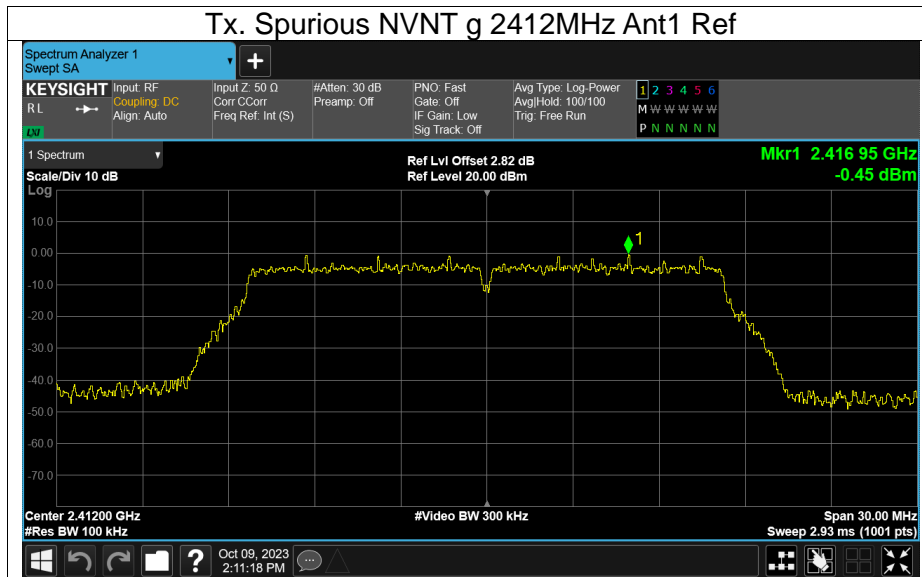 Tx. Spurious NVNT g 2412MHz Ant1 Ref
Spectrum Analyzer 1
Swept SA
+
KEYSIGHT
RL
LXI
Input: RF
Coupling: DC
Align: Auto
Input Z: 50 Ω
Corr CCorr
Freq Ref: Int (S)
#Atten: 30 dB
Preamp: Off
PNO: Fast
Gate: Off
IF Gain: Low
Sig Track: Off
Avg Type: Log-Power
Avg|Hold: 100/100
Trig: Free Run
1 2 3 4 5 6
M W W W W W
P N N N N N
1 Spectrum
Scale/Div 10 dB
Ref Lvl Offset 2.82 dB
Ref Level 20.00 dBm
Mkr1 2.416 95 GHz
-0.45 dBm
Log
10.0
0.00
-10.0
-20.0
-30.0
-40.0
-50.0
-60.0
-70.0
1
Center 2.41200 GHz
#Res BW 100 kHz
#Video BW 300 kHz
Span 30.00 MHz
Sweep 2.93 ms (1001 pts)
?
Oct 09, 2023
2:11:18 PM